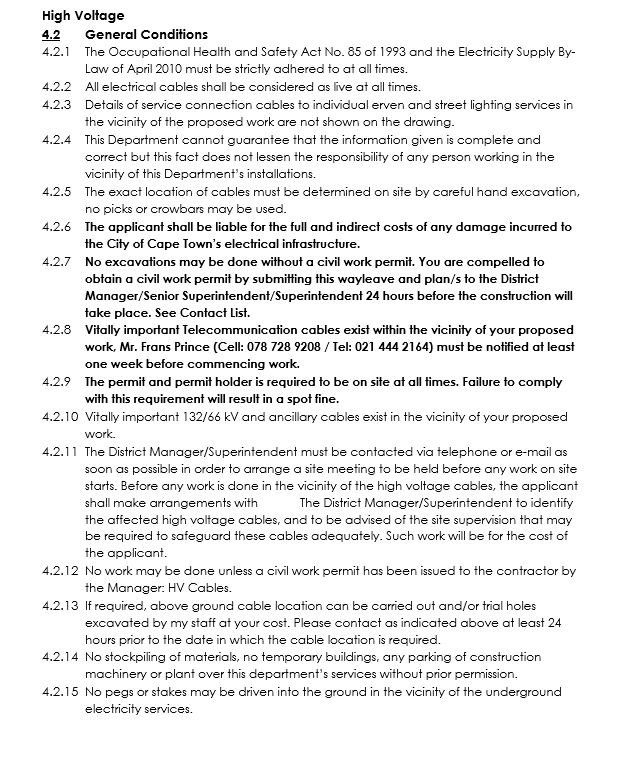 High Voltage
4.2 General Conditions
4.2.1 The Occupational Health and Safety Act No. 85 of 1993 and the Electricity Supply By-
Law of April 2010 must be strictly adhered to at all times.
4.2.2 All electrical cables shall be considered as live at all times.
4.2.3 Details of service connection cables to individual erven and street lighting services in
the vicinity of the proposed work are not shown on the drawing.
4.2.4 This Department cannot guarantee that the information given is complete and
correct but this fact does not lessen the responsibility of any person working in the
vicinity of this Department's installations.
4.2.5 The exact location of cables must be determined on site by careful hand excavation,
no picks or crowbars may be used.
4.2.6 The applicant shall be liable for the full and indirect costs of any damage incurred to
the City of Cape Town's electrical infrastructure.
4.2.7 No excavations may be done without a civil work permit. You are compelled to
obtain a civil work permit by submitting this wayleave and plan/s to the District
Manager/Senior Superintendent/Superintendent 24 hours before the construction will
take place. See Contact List.
4.2.8 Vitally important Telecommunication cables exist within the vicinity of your proposed
work, Mr. Frans Prince (Cell: 078 728 9208 / Tel: 021 444 2164) must be notified at least
one week before commencing work.
4.2.9 The permit and permit holder is required to be on site at all times. Failure to comply
with this requirement will result in a spot fine.
4.2.10 Vitally important 132/66 kV and ancillary cables exist in the vicinity of your proposed
work.
4.2.11 The District Manager/Superintendent must be contacted via telephone or e-mail as
soon as possible in order to arrange a site meeting to be held before any work on site
starts. Before any work is done in the vicinity of the high voltage cables, the applicant
shall make arrangements with The District Manager/Superintendent to identify
the affected high voltage cables, and to be advised of the site supervision that may
be required to safeguard these cables adequately. Such work will be for the cost of
the applicant.
4.2.12 No work may be done unless a civil work permit has been issued to the contractor by
the Manager: HV Cables.
4.2.13 If required, above ground cable location can be carried out and/or trial holes
excavated by my staff at your cost. Please contact as indicated above at least 24
hours prior to the date in which the cable location is required.
4.2.14 No stockpiling of materials, no temporary buildings, any parking of construction
machinery or plant over this department's services without prior permission.
4.2.15 No pegs or stakes may be driven into the ground in the vicinity of the underground
electricity services.